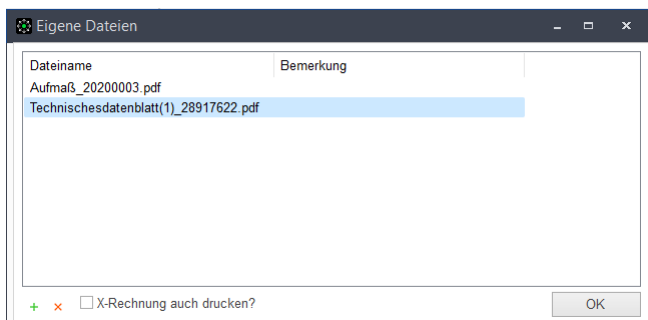 Eigene Dateien
Dateiname Bemerkung
Aufmaß_20200003.pdf
Technischesdatenblatt(1)_28917622.pdf
X-Rechnung auch drucken? OK